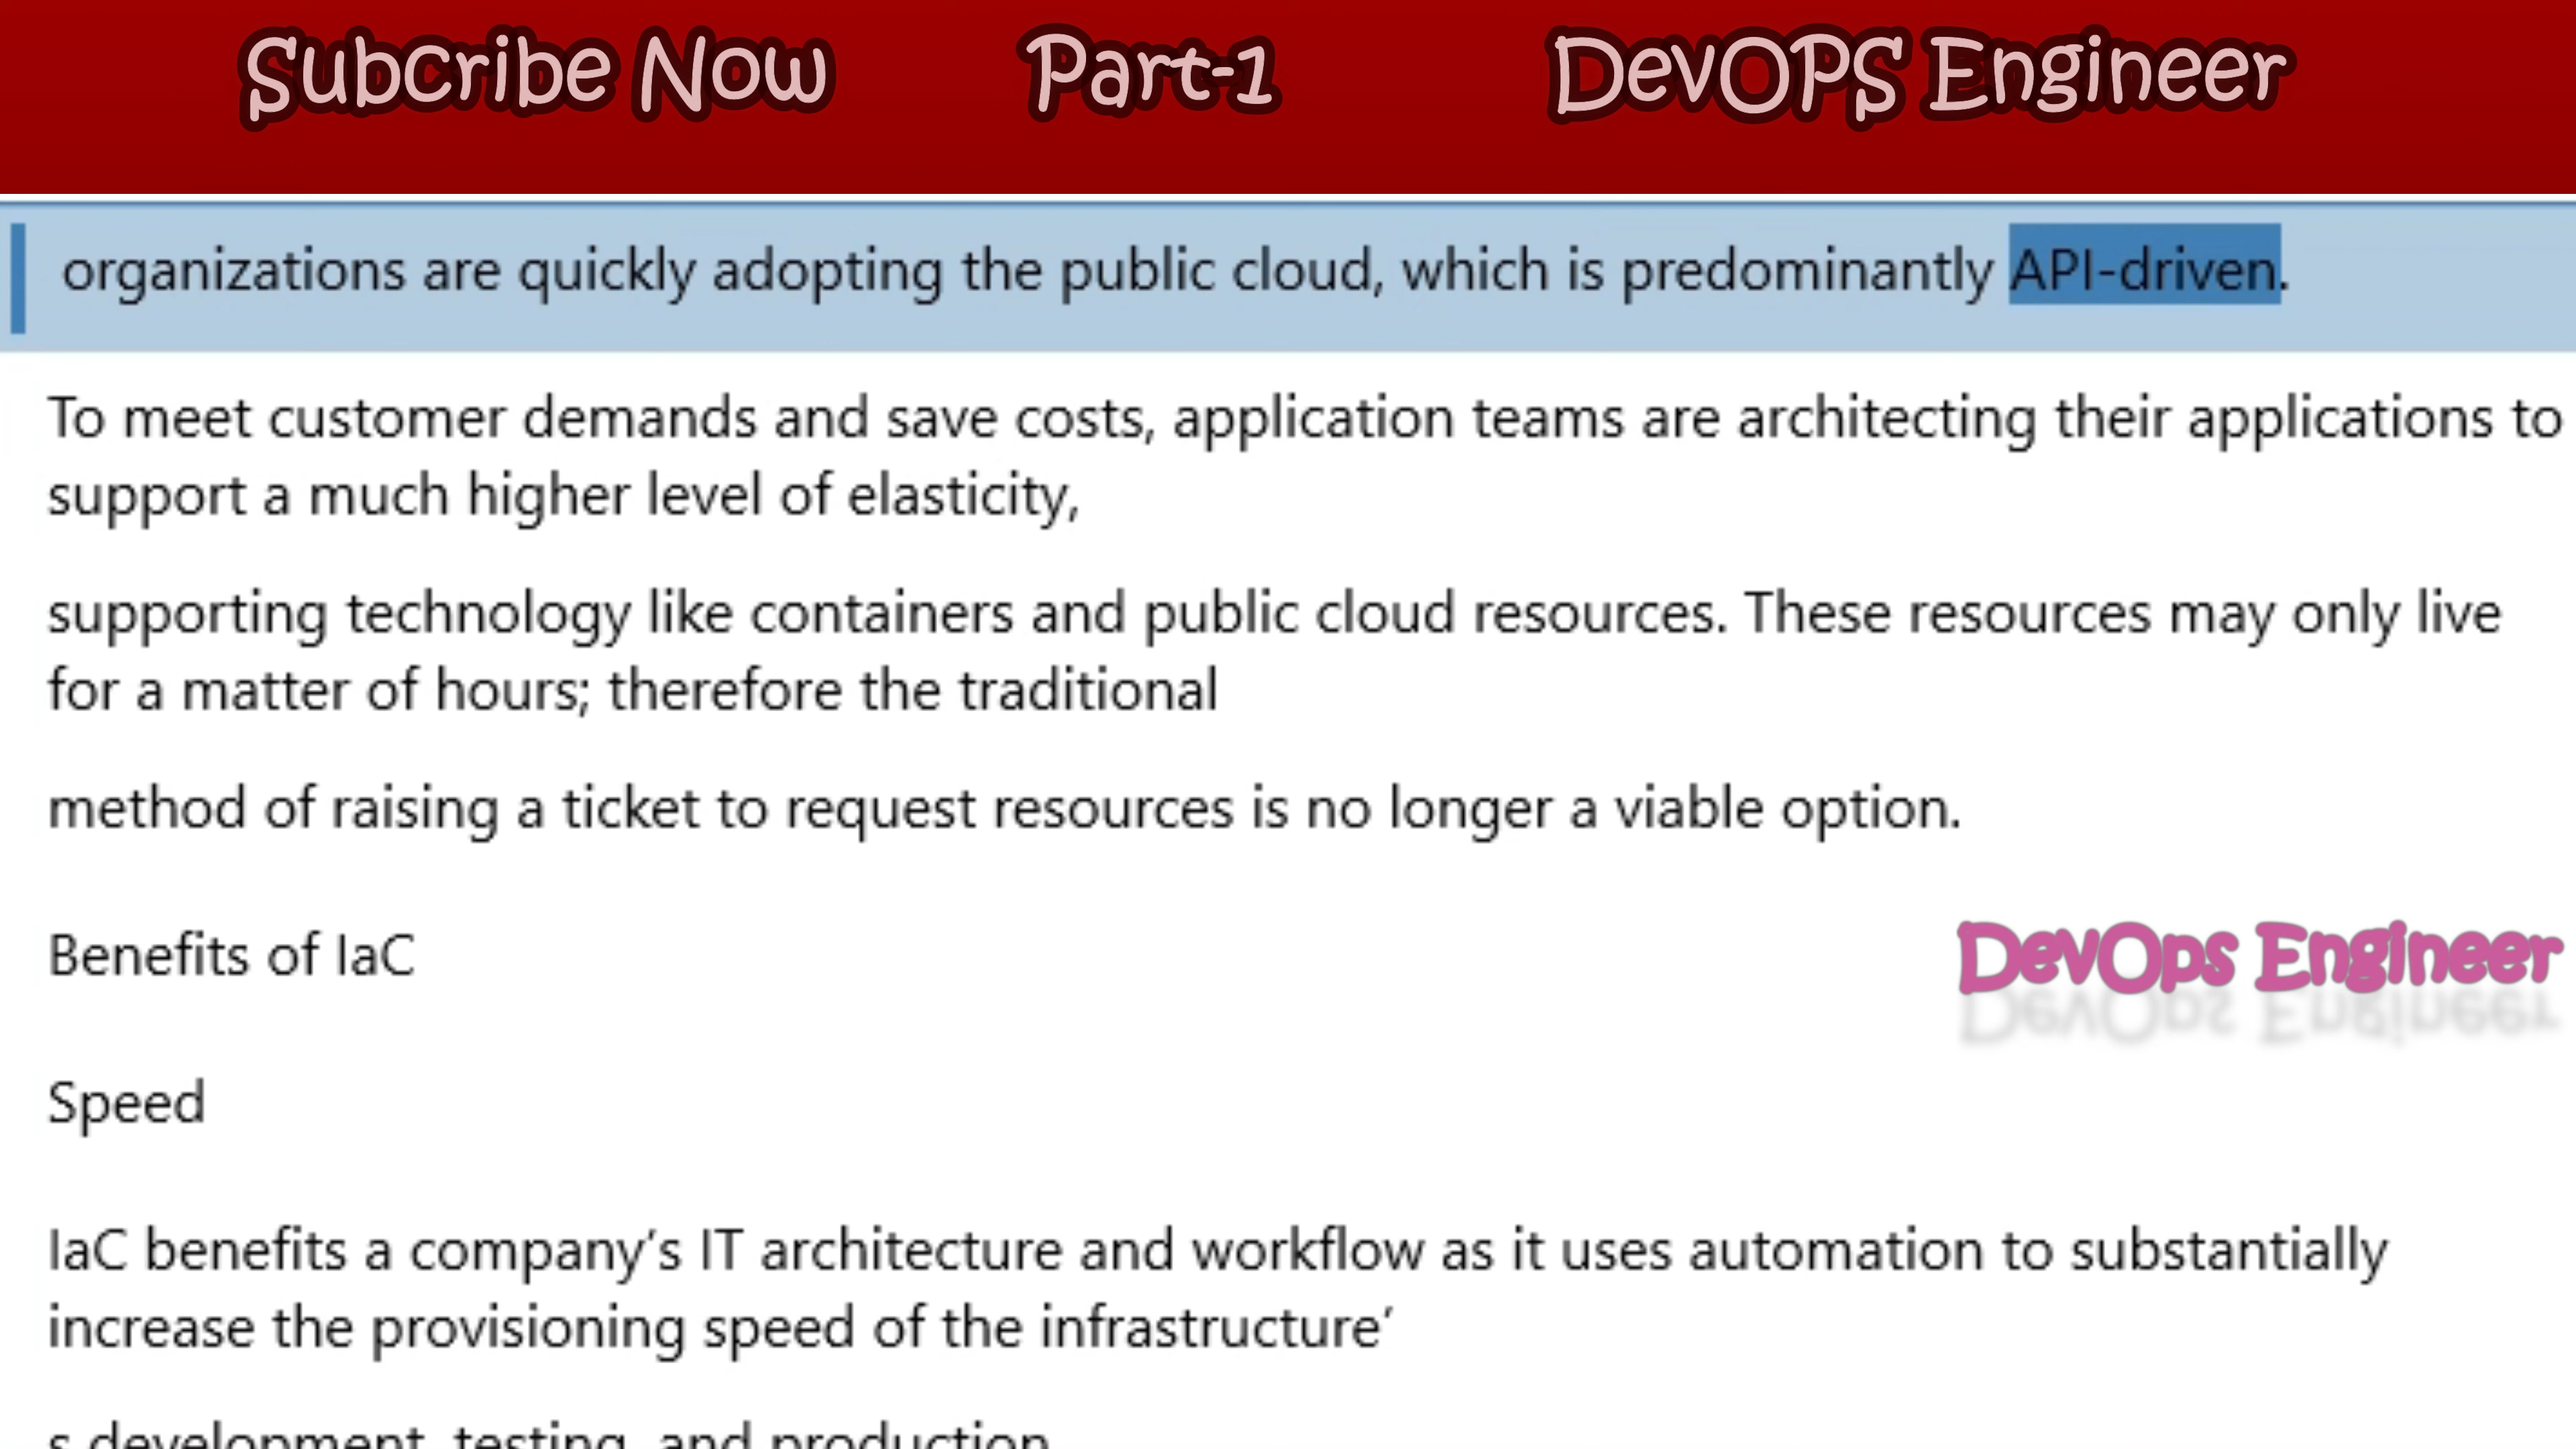 Subcribe Now Part-1 DevOPS Engineer
organizations are quickly adopting the public cloud, which is predominantly API-driven.
To meet customer demands and save costs, application teams are architecting their applications to
support a much higher level of elasticity,
supporting technology like containers and public cloud resources. These resources may only live
for a matter of hours; therefore the traditional
method of raising a ticket to request resources is no longer a viable option.
Benefits of IaC
DevOps Engineer
Speed
IaC benefits a company’s IT architecture and workflow as it uses automation to substantially
increase the provisioning speed of the infrastructure’
s development, testing, and production